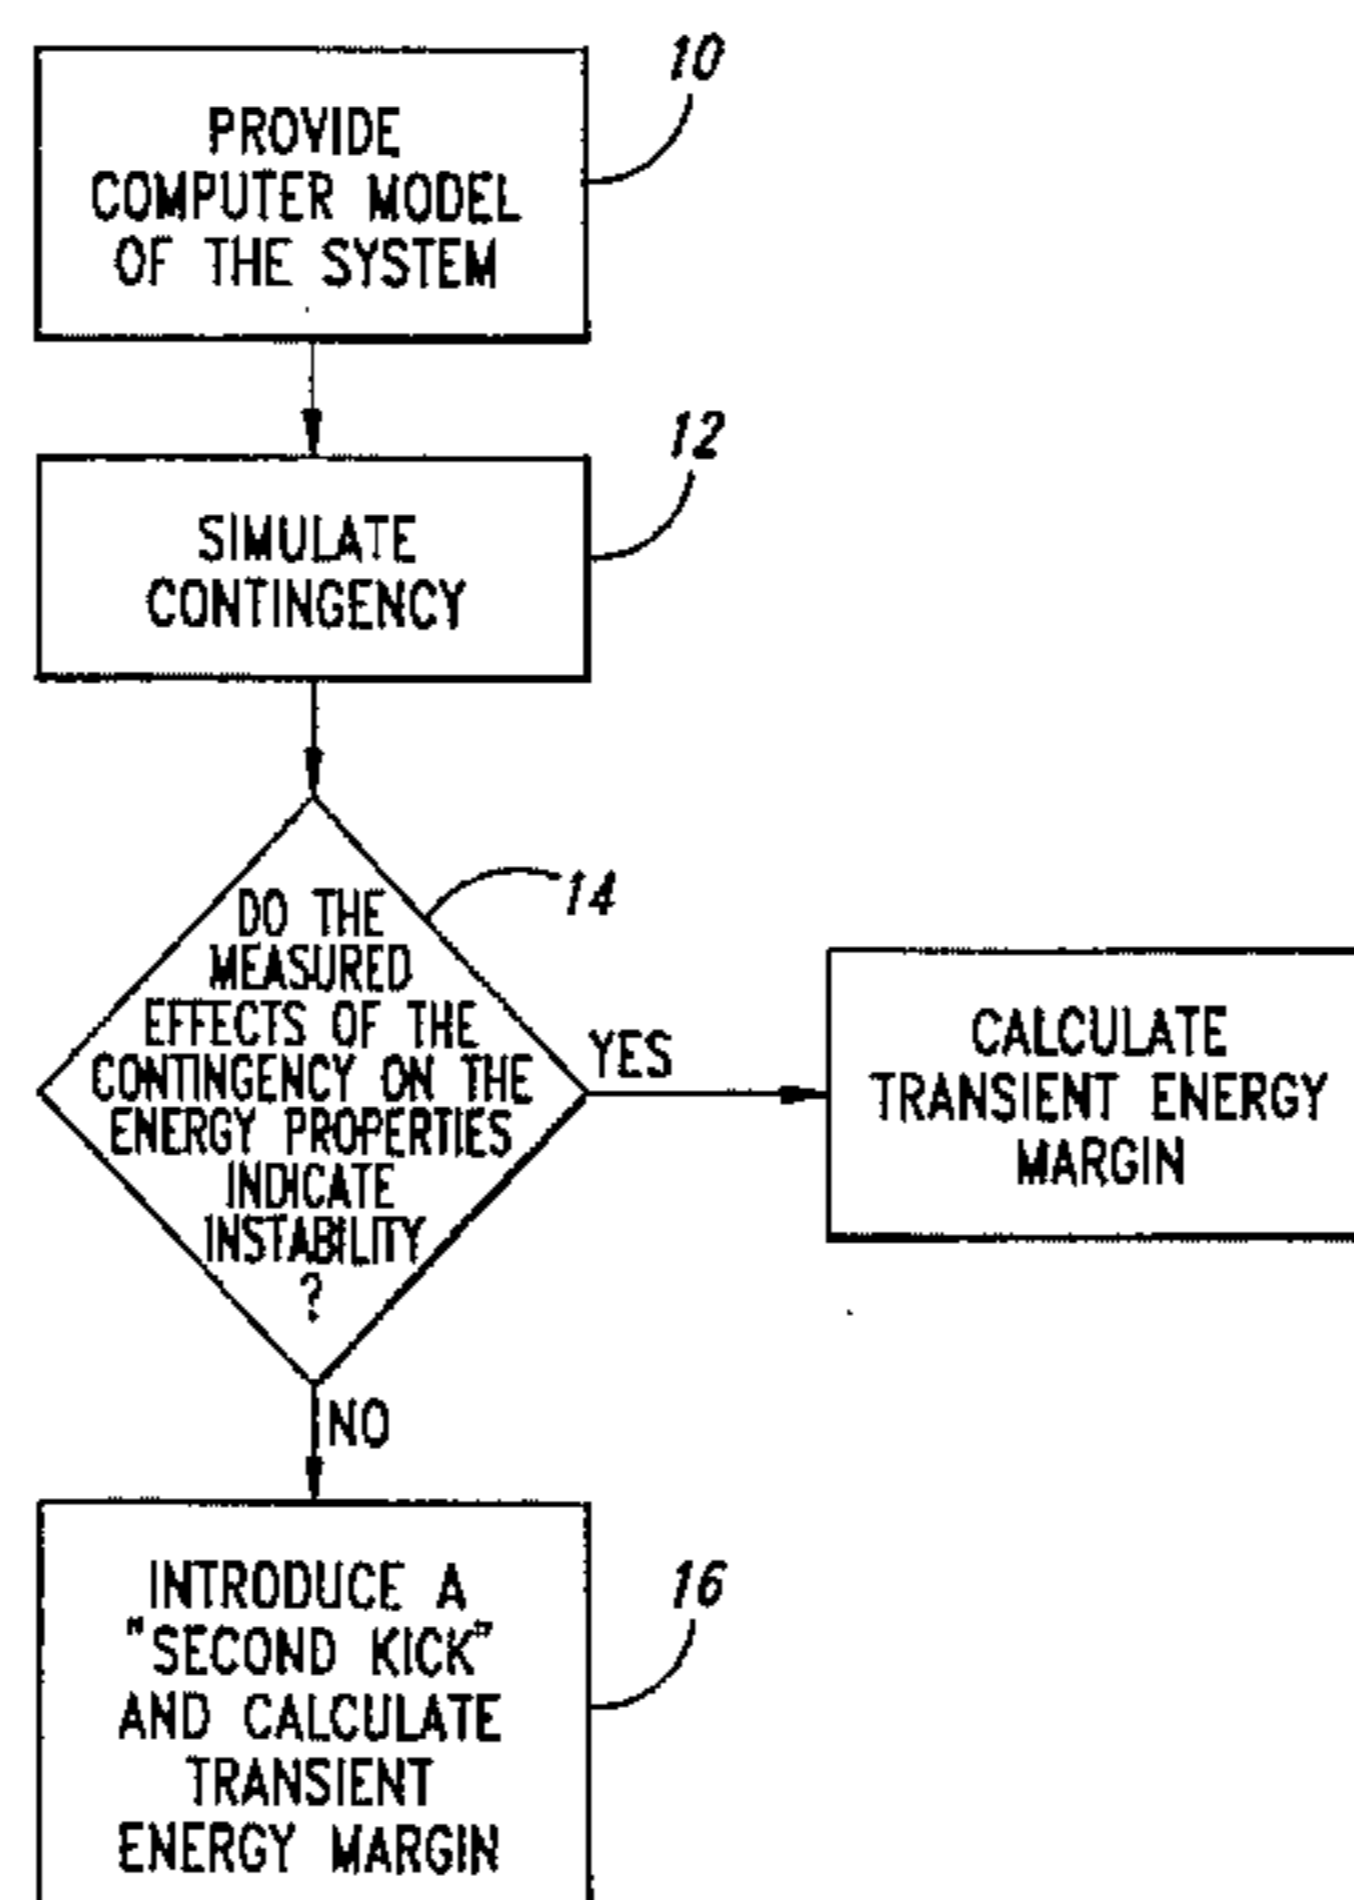 10
PROVIDE
COMPUTER MODEL
OF THE SYSTEM
12
SIMULATE
CONTINGENCY
14
DO THE
MEASURED
EFFECTS OF THE
CONTINGENCY ON THE
ENERGY PROPERTIES
INDICATE
INSTABILITY
?
YES
CALCULATE
TRANSIENT ENERGY
MARGIN
NO
16
INTRODUCE A
"SECOND KICK"
AND CALCULATE
TRANSIENT
ENERGY MARGIN